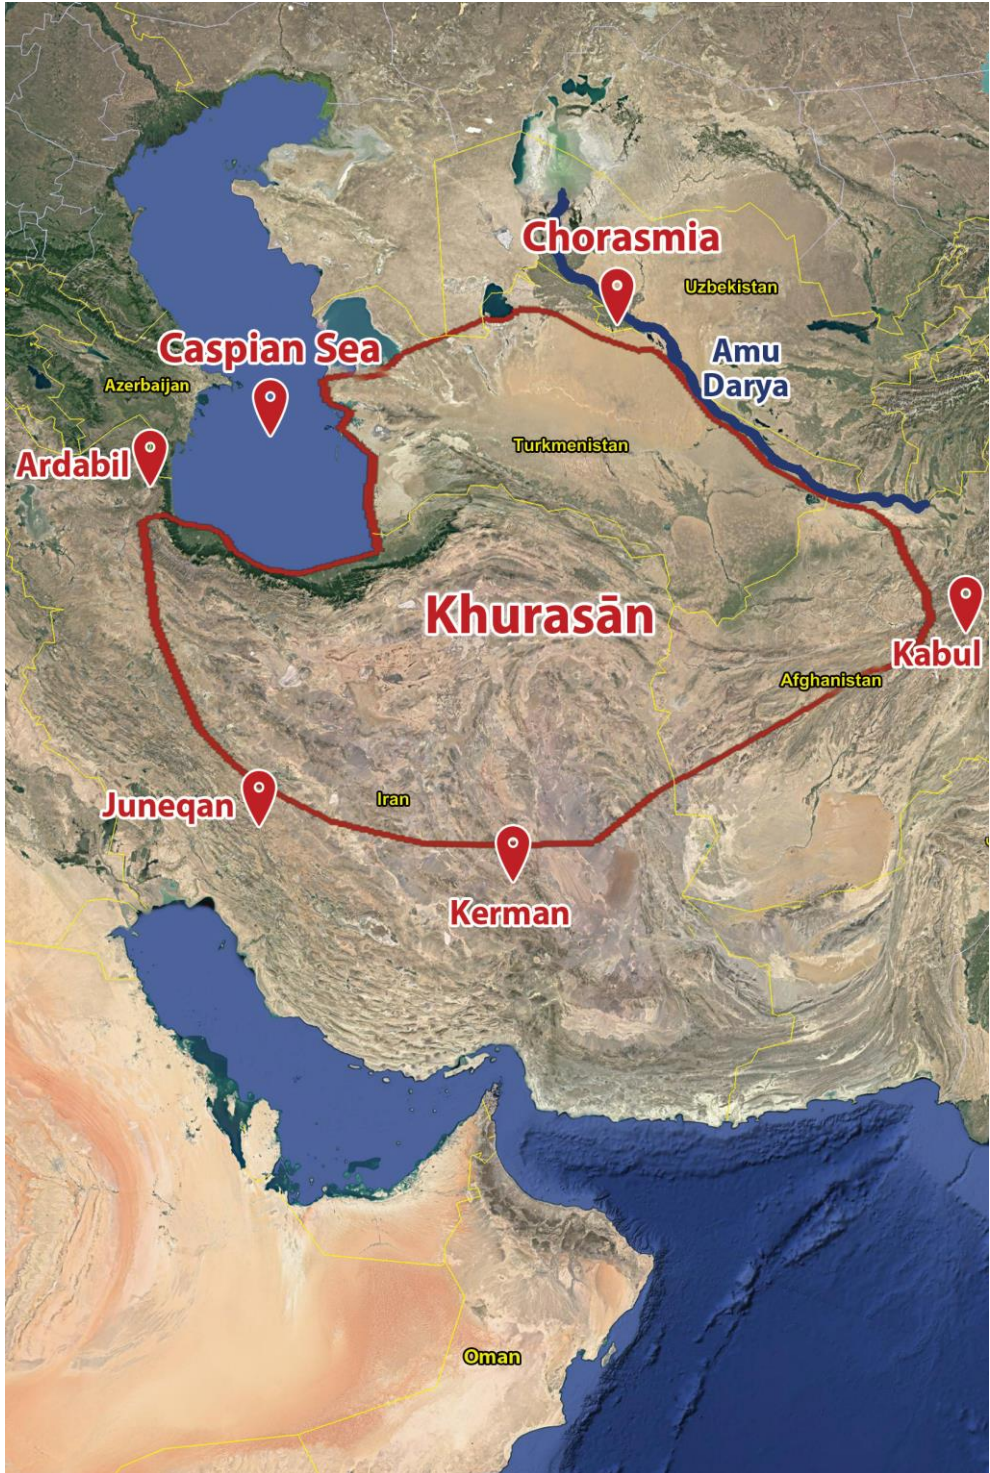 Chorasmia
Uzbekistan
Caspian Sea
Amu
Darya
Azerbaijan
Turkmenistan
Ardabil
Khurasān
Kabul
Afghanistan
Juneqan
Iran
Kerman
Oman